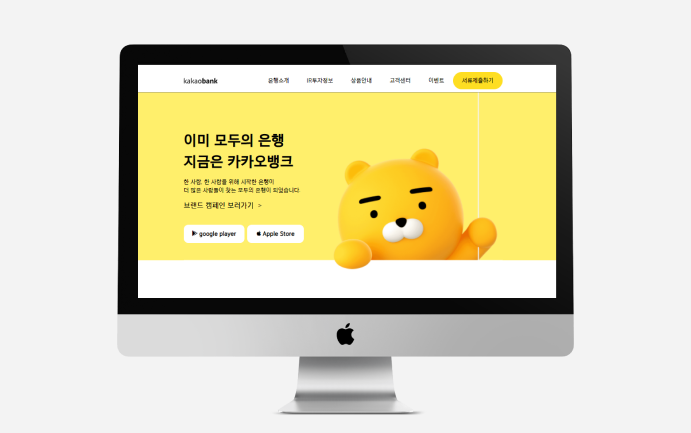 kakaobank
은행소개
IR투자정보
상품안내
고객센터
이벤트
서류제출하기
이미 모두의 은행
지금은 카카오뱅크
한 사람, 한 사람을 위해 시작한 은행이
더 많은 사람들이 찾는 모두의 은행이 되었습니다.
브랜드 캠페인 보러가기 >
google player
Apple Store